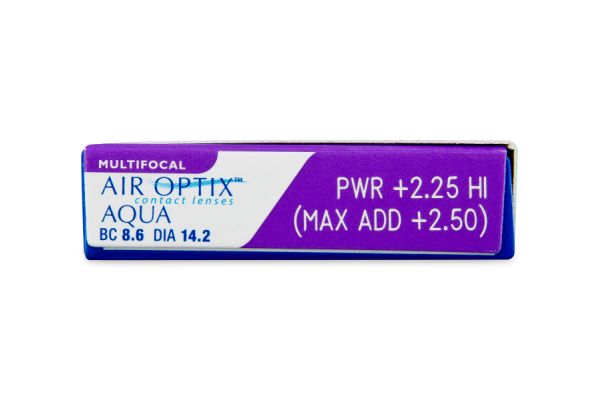 MULTIFOCAL
AIR OPTIX™
contact lenses
AQUA
BC 8.6 DIA 14.2
PWR +2.25 HI
(MAX ADD +2.50)